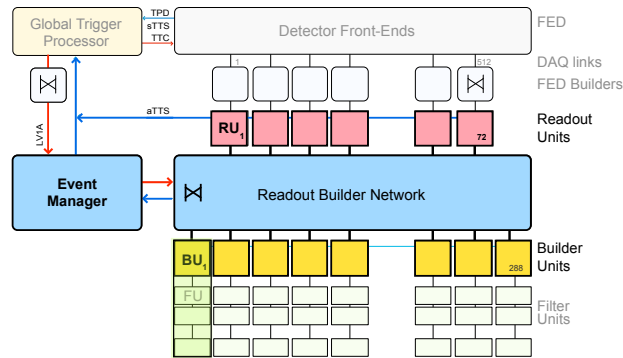 Global Trigger
Processor
TPD
sTTS
TTC
Detector Front-Ends
FED
1
512
DAQ links
FED Builders
LV1A
aTTS
RU1
72
Readout
Units
Event
Manager
Readout Builder Network
BU1
288
Builder
Units
FU
Filter
Units